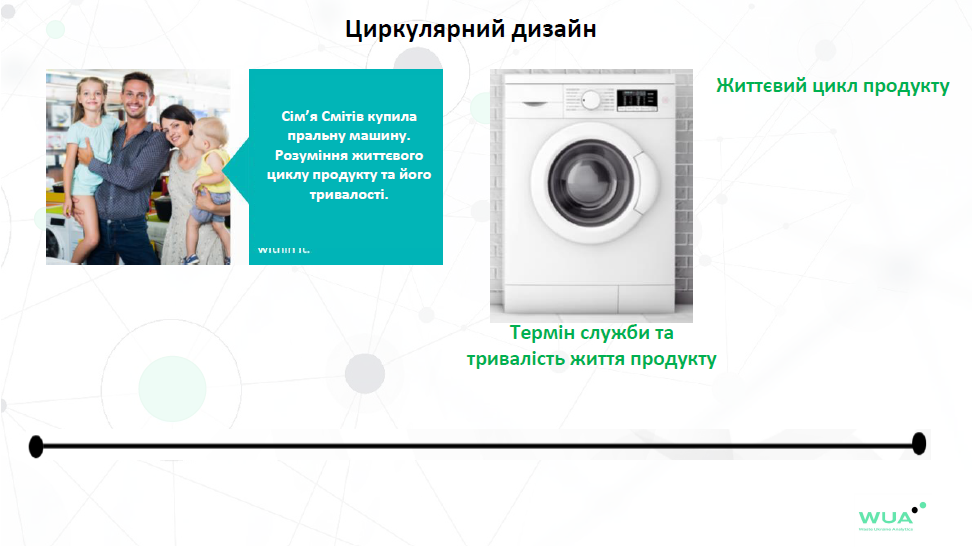 Циркулярний дизайн
Сім’я Смітів купила
пральну машину.
Розуміння життєвого
циклу продукту та його
тривалості.
within it.
Життєвий цикл продукту
Термін служби та
тривалість життя продукту
WUA